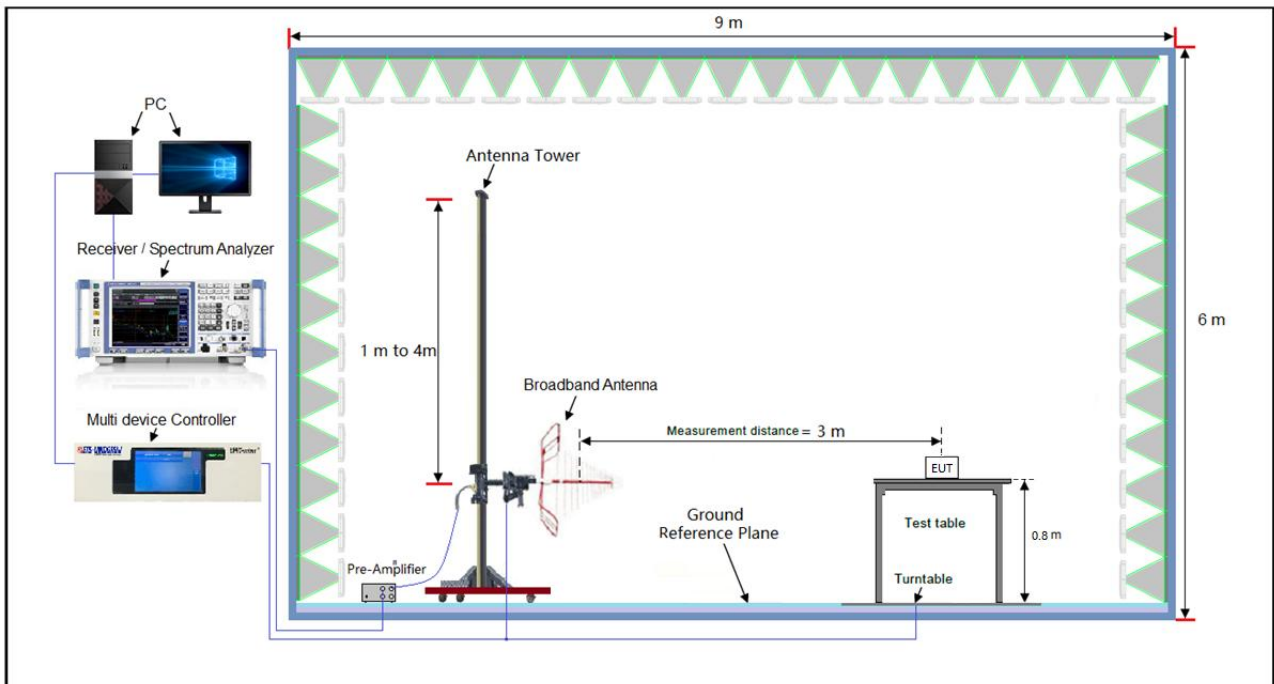 9 m
PC
Antenna Tower
Receiver / Spectrum Analyzer
1 m to 4m
6 m
Broadband Antenna
Multi device Controller
Measurement distance = 3 m
EUT
Ground
Reference Plane
Test table
0.8 m
Pre-Amplifier
Turntable